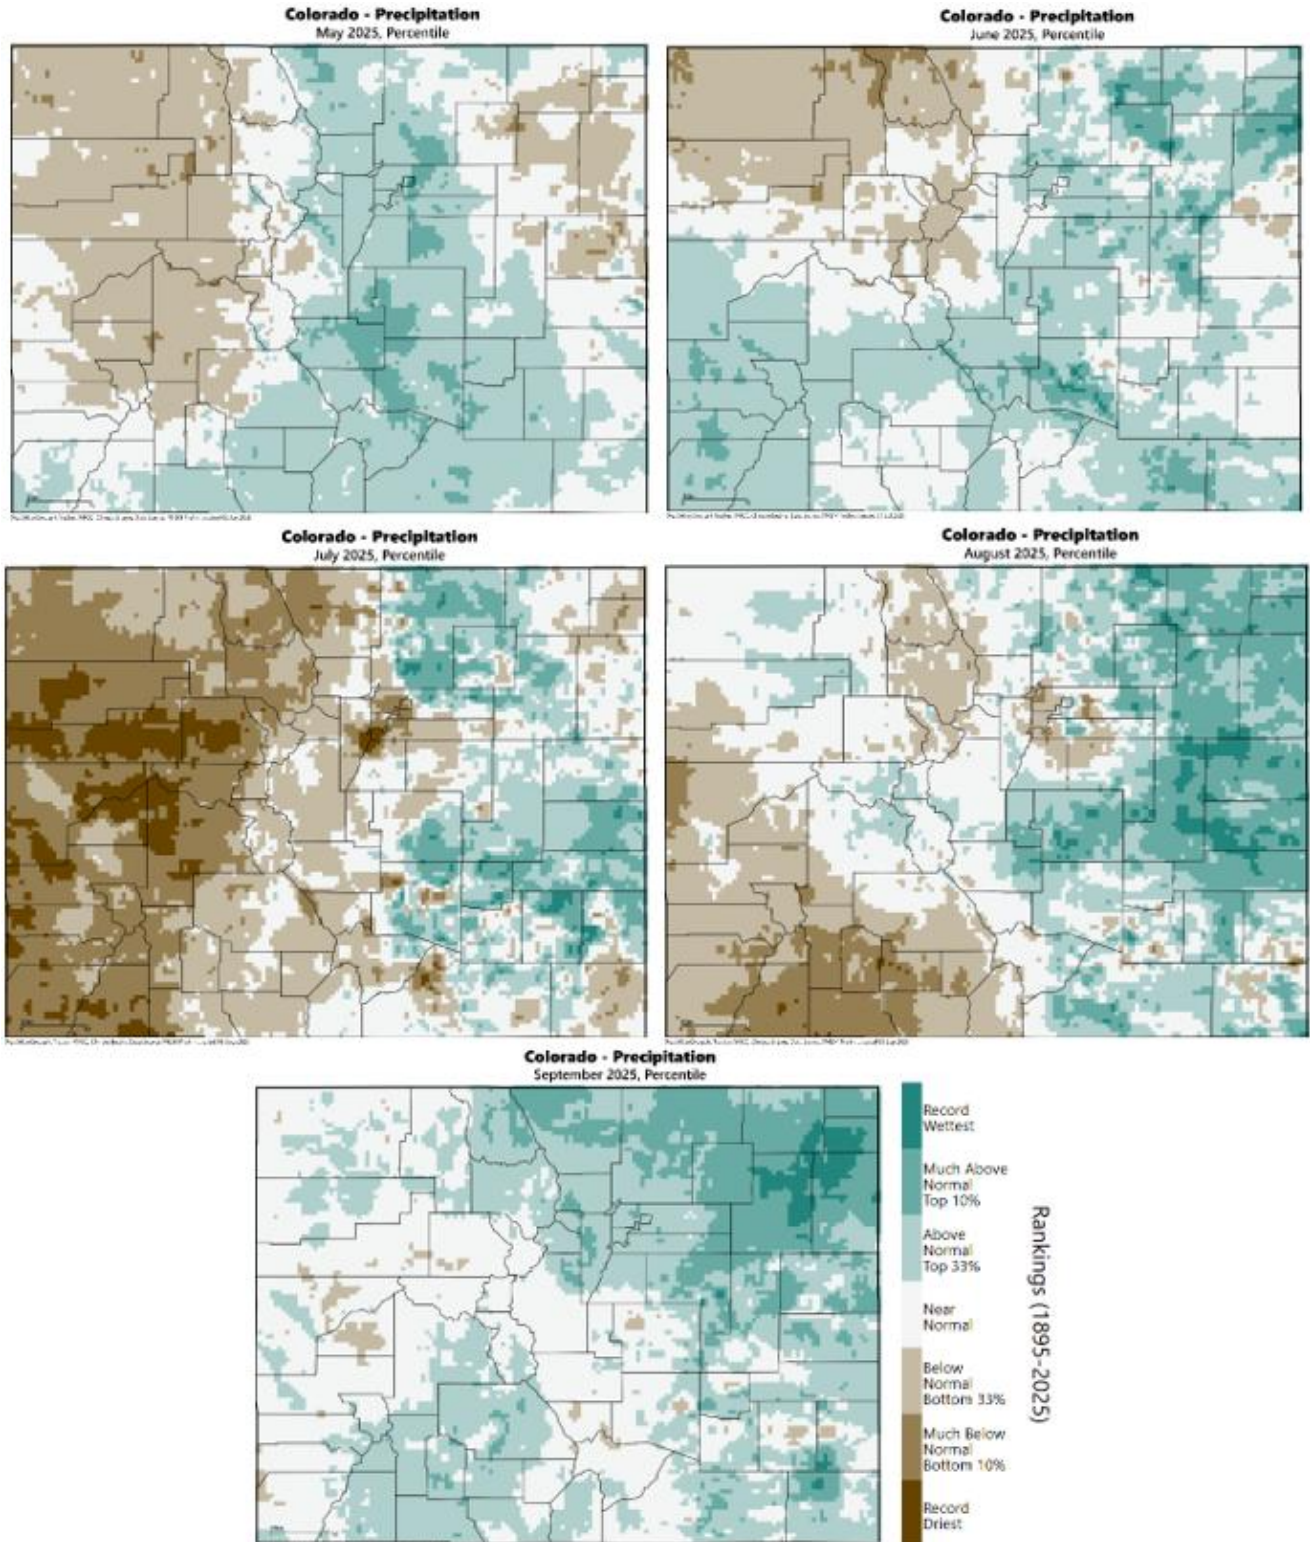 Colorado - Precipitation
May 2025, Percentile
Colorado - Precipitation
June 2025, Percentile
Colorado - Precipitation
July 2025, Percentile
Colorado - Precipitation
August 2025, Percentile
Colorado - Precipitation
September 2025, Percentile
Record
Wettest
Much Above
Normal
Top 10%
Above
Normal
Top 33%
Near
Normal
Below
Normal
Bottom 33%
Much Below
Normal
Bottom 10%
Record
Driest
Rankings (1895-2025)